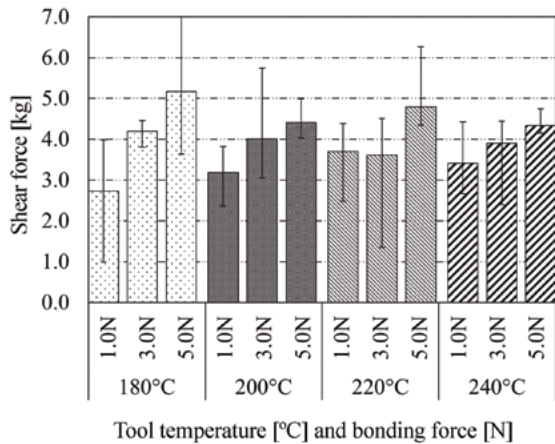 Shear force [kg]
7.0
6.0
5.0
4.0
3.0
2.0
1.0
0.0
1.0N 3.0N 5.0N 1.0N 3.0N 5.0N 1.0N 3.0N 5.0N 1.0N 3.0N 5.0N
180°C 200°C 220°C 240°C
Tool temperature [°C] and bonding force [N]